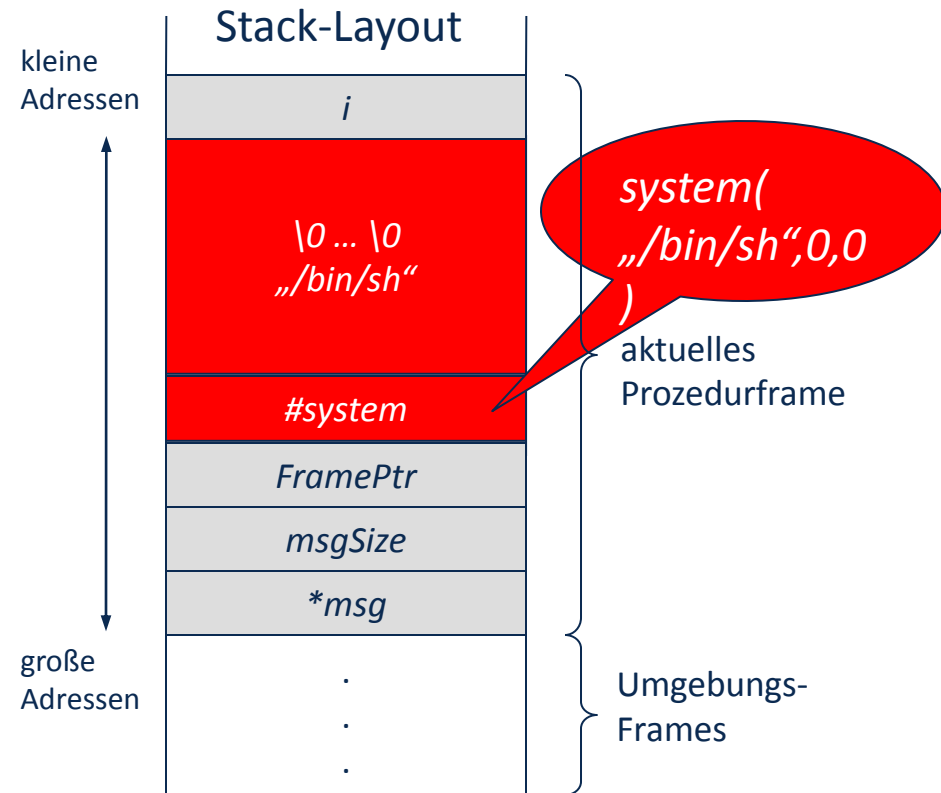 Stack-Layout
kleine
Adressen
i
\0 ... \0
„/bin/sh“
system(
„/bin/sh“,0,0
)
#system
aktuelles
Prozedurframe
FramePtr
msgSize
*msg
große
Adressen
.
.
.
Umgebungs-
Frames